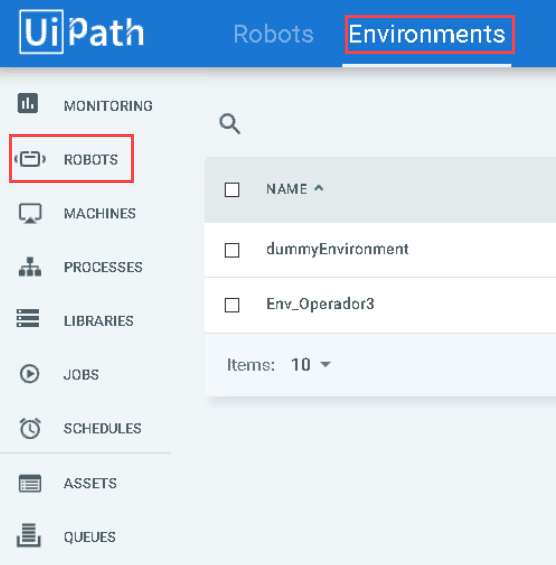 UiPath
Robots
Environments
MONITORING
ROBOTS
MACHINES
PROCESSES
LIBRARIES
JOBS
SCHEDULES
ASSETS
QUEUES
NAME
dummyEnvironment
Env_Operador3
Items: 10